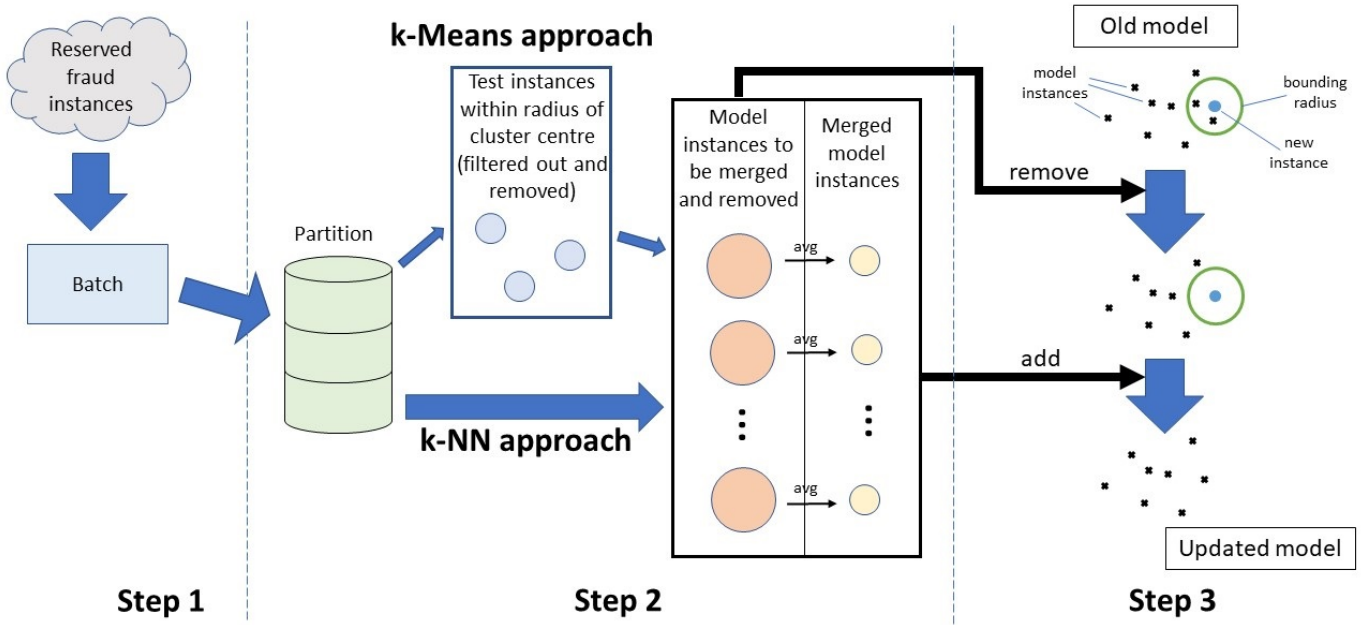 Reserved
fraud
instances
Batch
Step 1
k-Means approach
Partition
Test instances
within radius of
cluster centre
(filtered out and
removed)
k-NN approach
Model
instances to
be merged
and removed
Merged
model
instances
avg
avg
avg
Step 2
Old model
model
instances
bounding
radius
new
instance
remove
add
Updated model
Step 3